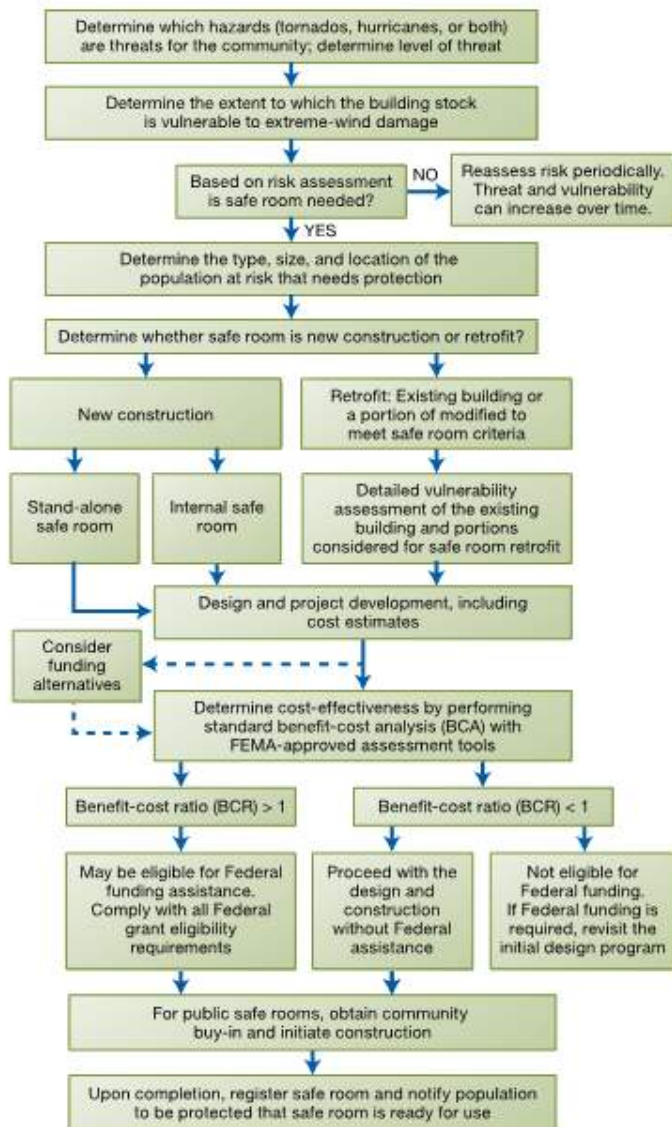 Determine which hazards (tornados, hurricanes, or both)
are threats for the community; determine level of threat
Determine the extent to which the building stock
is vulnerable to extreme-wind damage
Based on risk assessment
is safe room needed?
NO
Reassess risk periodically.
Threat and vulnerability
can increase over time.
YES
Determine the type, size, and location of the
population at risk that needs protection
Determine whether safe room is new construction or retrofit?
New construction
Retrofit: Existing building or
a portion of modified to
meet safe room criteria
Stand-alone
safe room
Internal safe
room
Detailed vulnerability
assessment of the existing
building and portions
considered for safe room retrofit
Design and project development, including
cost estimates
Consider
funding
alternatives
Determine cost-effectiveness by performing
standard benefit-cost analysis (BCA) with
FEMA-approved assessment tools
Benefit-cost ratio (BCR) > 1
Benefit-cost ratio (BCR) < 1
May be eligible for Federal
funding assistance.
Comply with all Federal
grant eligibility
requirements
Proceed with the
design and
construction
without Federal
assistance
Not eligible for
Federal funding.
If Federal funding is
required, revisit the
initial design program
For public safe rooms, obtain community
buy-in and initiate construction
Upon completion, register safe room and notify population
to be protected that safe room is ready for use